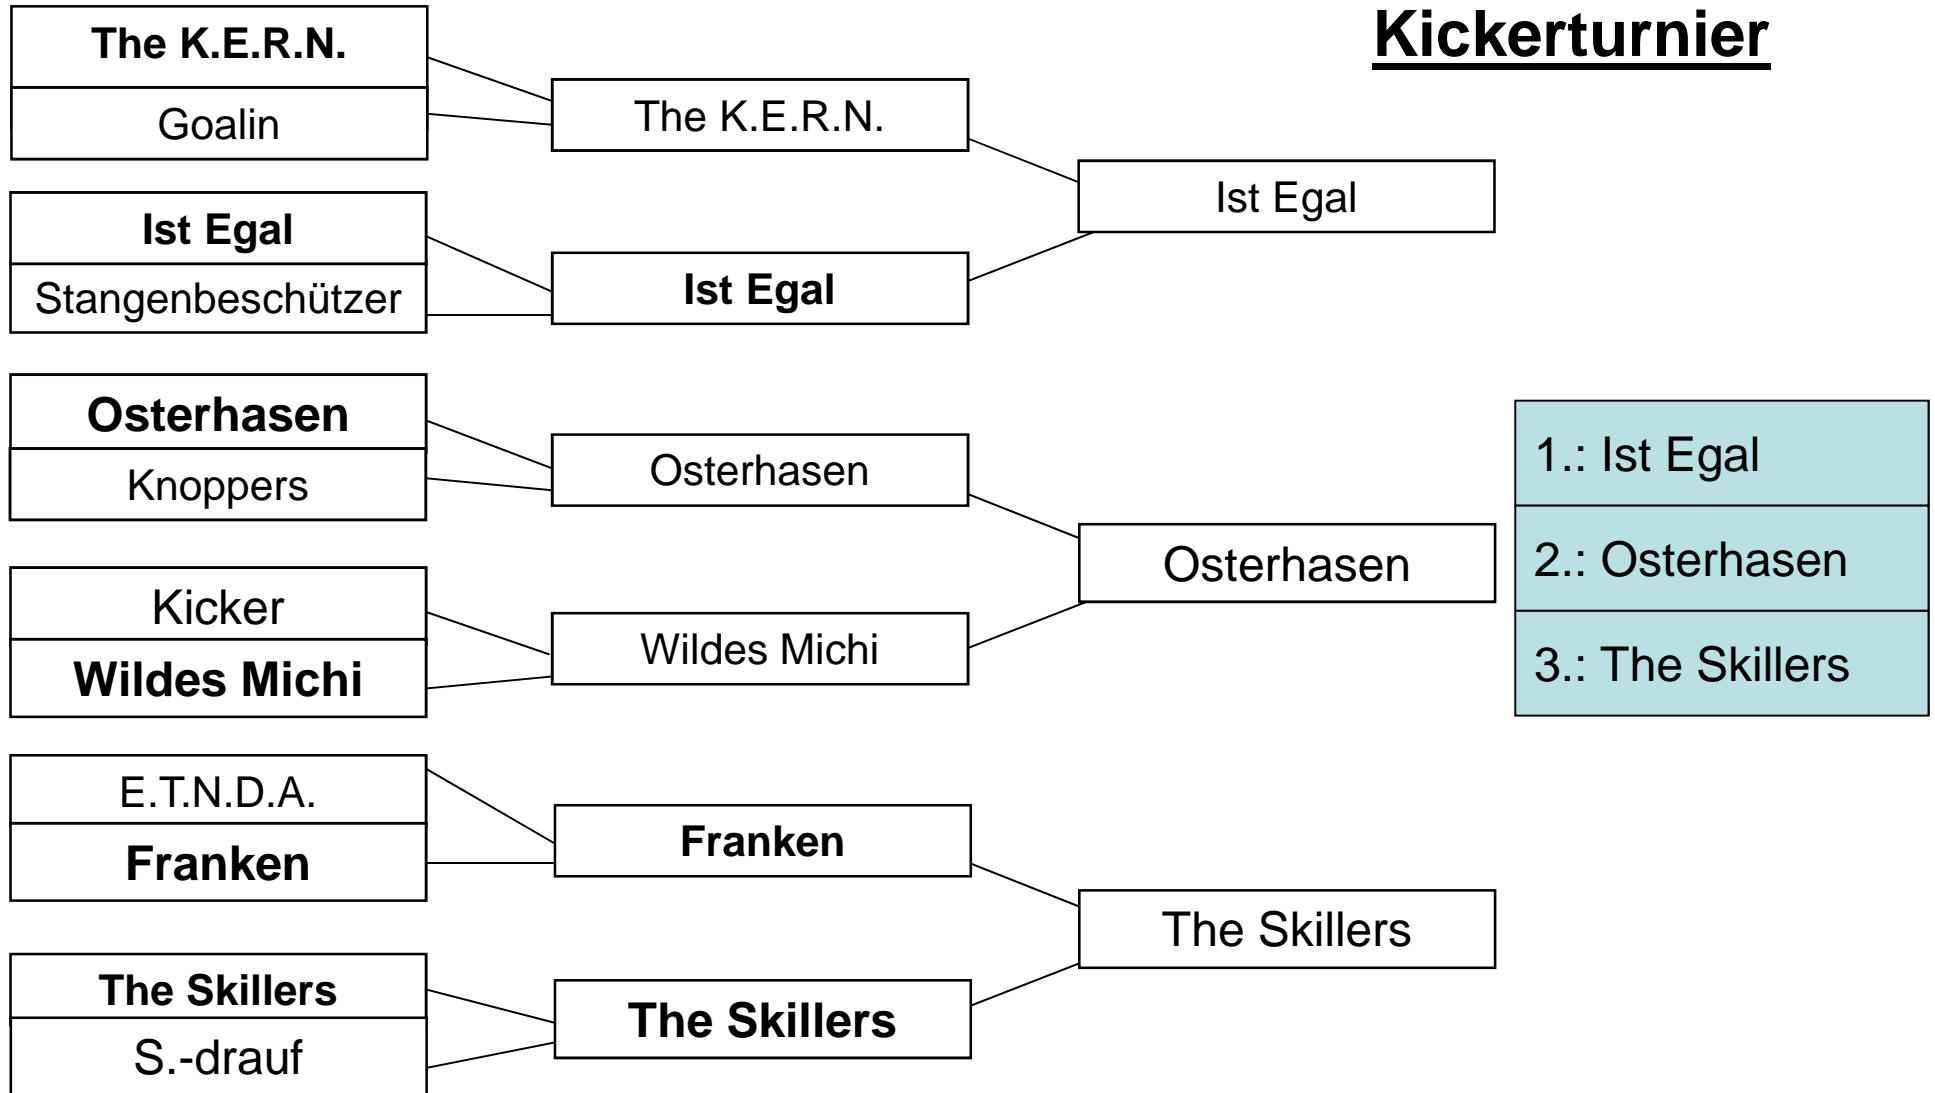 Kickerturnier
The K.E.R.N.
Goalin
Ist Egal
Stangenbeschützer
Osterhasen
Knoppers
Kicker
Wildes Michi
E.T.N.D.A.
Franken
The Skillers
S.-drauf
The K.E.R.N.
Ist Egal
Osterhasen
Wildes Michi
Franken
The Skillers
Ist Egal
Osterhasen
The Skillers
1.: Ist Egal
2.: Osterhasen
3.: The Skillers